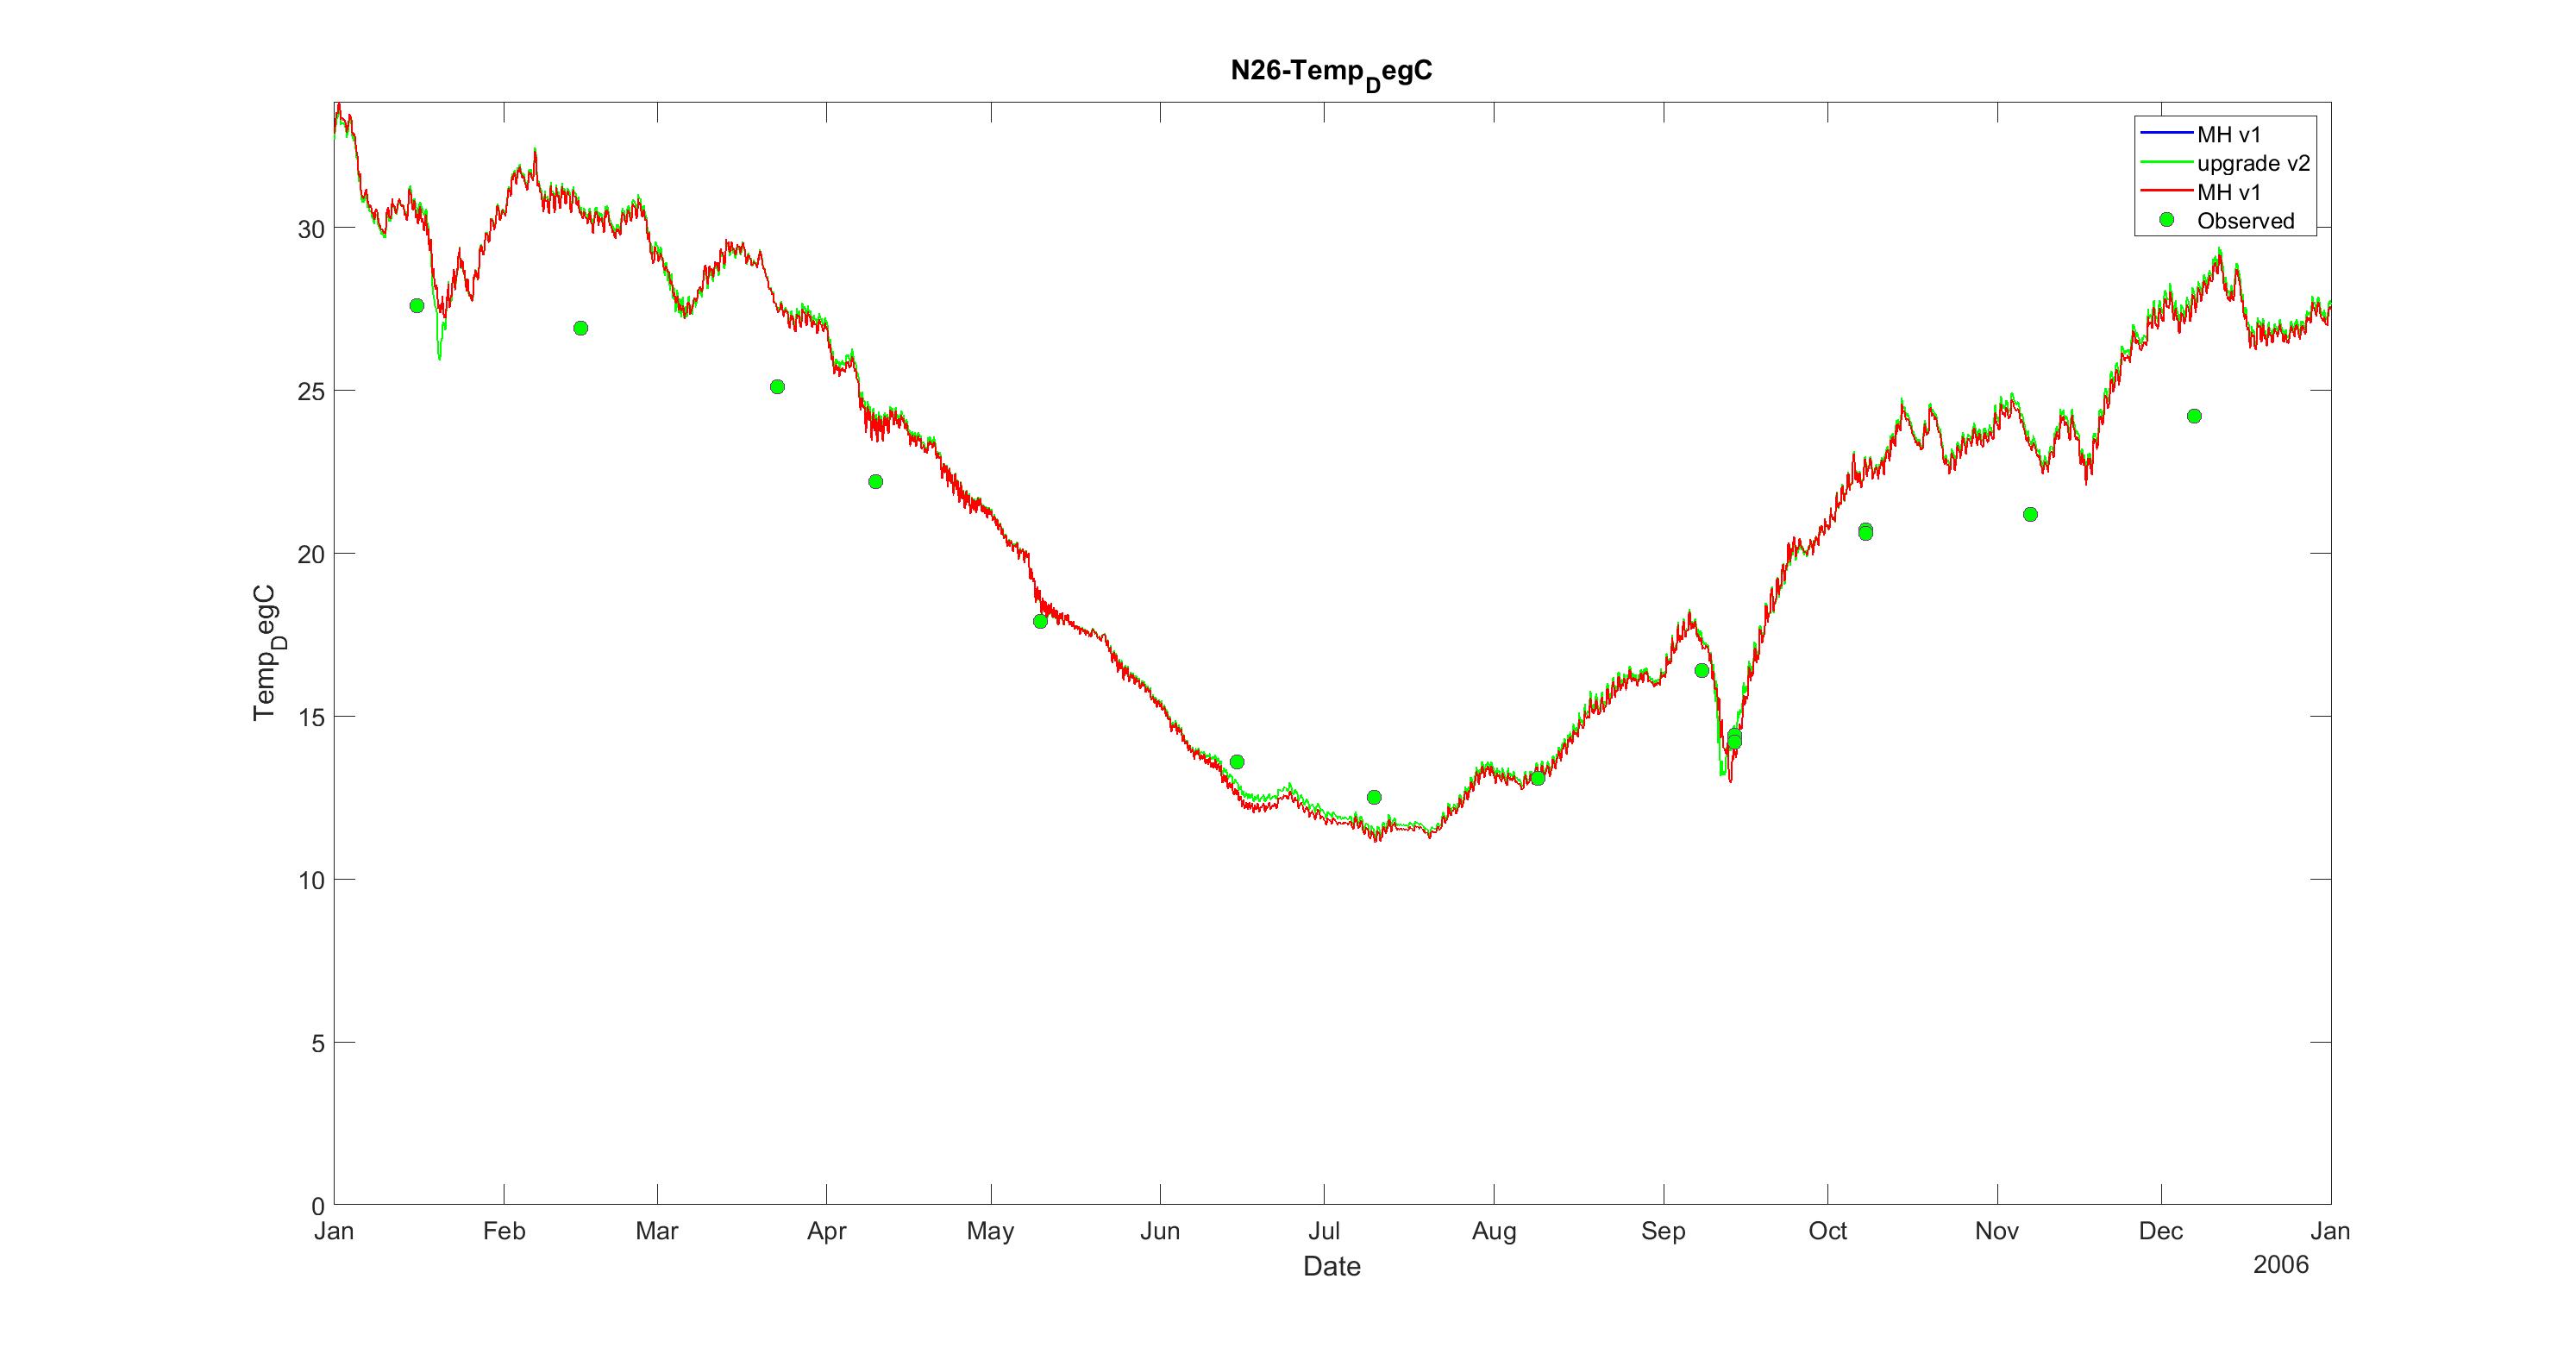 N26-Temp_DegC
MH v1
upgrade v2
MH v1
Observed
30
25
20
15
10
5
0
Temp_DegC
Jan Feb Mar Apr May Jun Jul Aug Sep Oct Nov Dec Jan
Date
2006